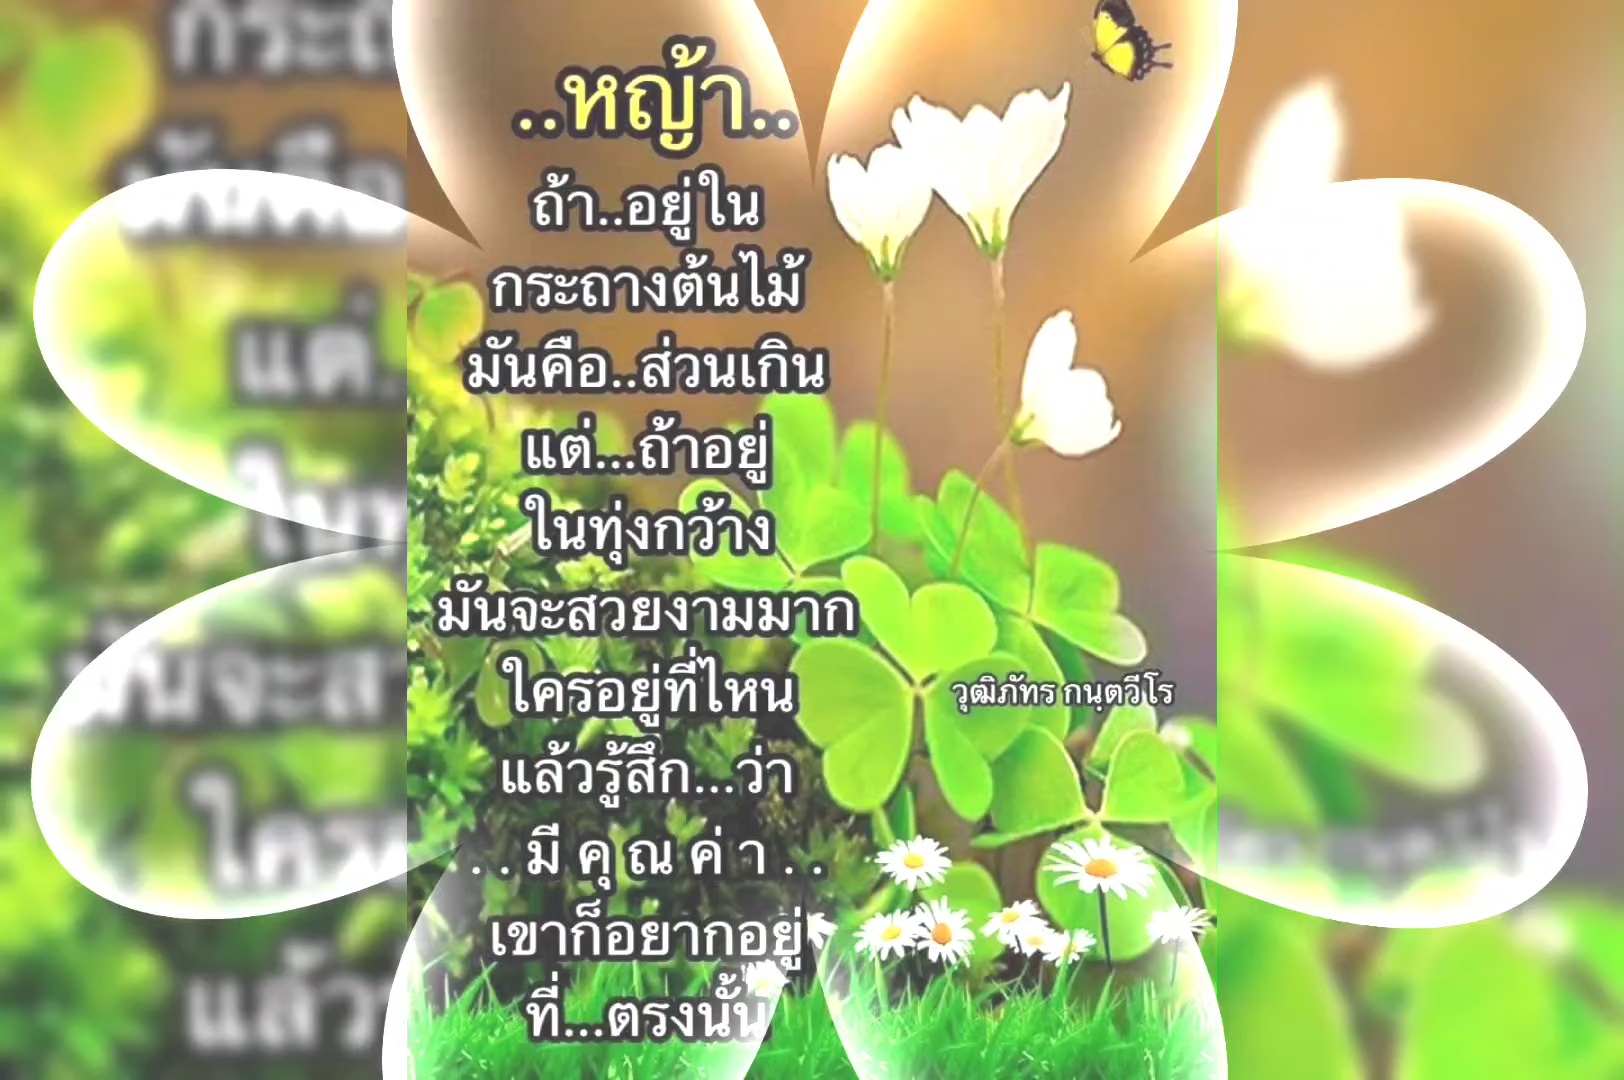 ..หญ้า..
ถ้า..อยู่ใน
กระถางต้นไม้
มันคือ..ส่วนเกิน
แต่...ถ้าอยู่
ในทุ่งกว้าง
มันจะสวยงามมาก
ใครอยู่ที่ไหน
แล้วรู้สึก...ว่า
..มีคุณค่า..
เขาก็อยากอยู่
ที่...ตรงนั้น
วุฒิภัทร กนฺตวีโร